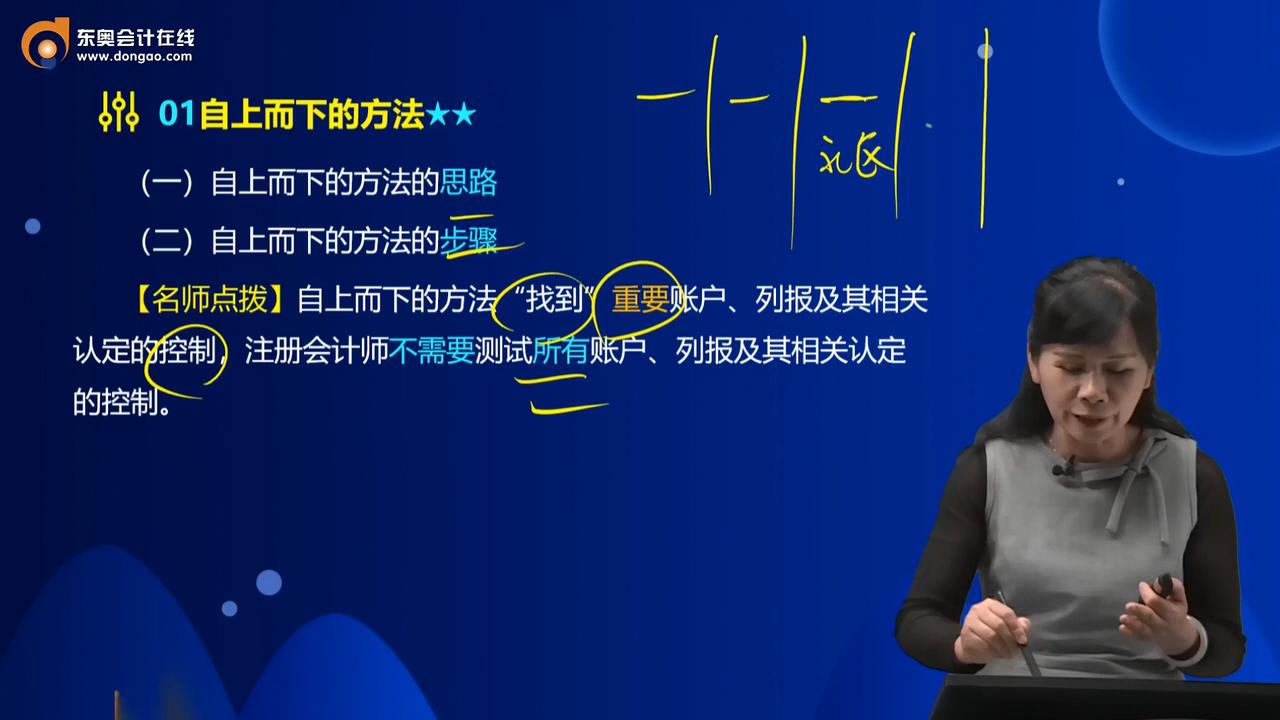 东奥会计在线
www.dongao.com
01自上而下的方法★★
（一）自上而下的方法的思路
（二）自上而下的方法的步骤
【名师点拨】自上而下的方法“找到”重要账户、列报及其相关
认定的控制，注册会计师不需要测试所有账户、列报及其相关认定
的控制。